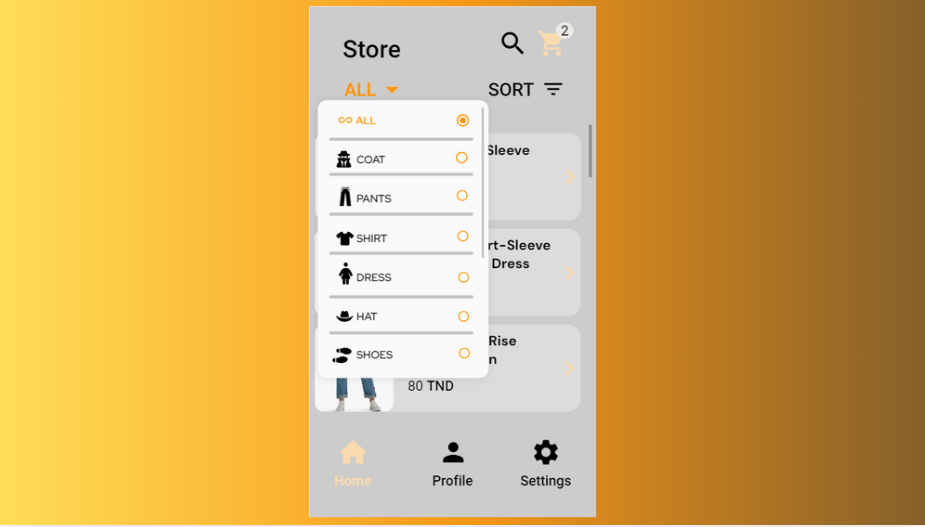 2
Store
ALL
SORT
ALL
COAT
PANTS
SHIRT
DRESS
HAT
SHOES
Sleeve
rt-Sleeve
Dress
Rise
n
80 TND
Home
Profile
Settings